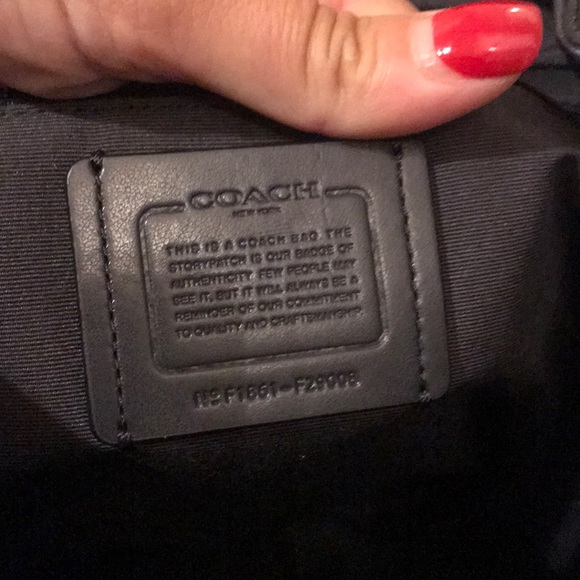 COACH
NEW YORK
THIS IS A COACH BAG. THE
STORYPATCH IS OUR BADGE OF
AUTHENTICITY. FEW PEOPLE MAY
SEE IT, BUT IT WILL ALWAYS BE A
REMINDER OF OUR COMMITMENT
TO QUALITY AND CRAFTSMANSHIP.
F1861-F29008